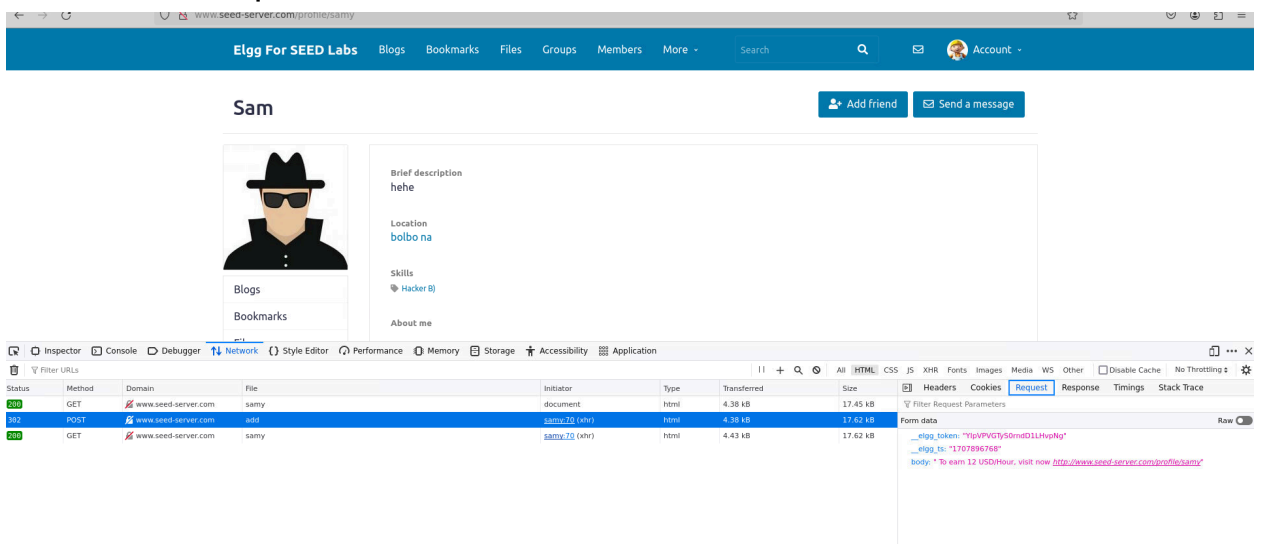 www.seed-server.com/profile/samy
Elgg For SEED Labs Blogs Bookmarks Files Groups Members More Search Account
Sam
Add friend Send a message
Brief description
hehe
Location
bolbo na
Skills
Hacker B)
Blogs
Bookmarks
About me
Inspector Console Debugger Network {} Style Editor Performance Memory Storage Accessibility Application
Filter URLs
All HTML CSS JS XHR Fonts Images Media WS Other Disable Cache No Throttling
Status Method Domain File Initiator Type Transferred Size Headers Cookies Request Response Timings Stack Trace
200 GET www.seed-server.com samy document html 4.38 kB 17.45 kB Filter Request Parameters
302 POST www.seed-server.com add samy:70 (xhr) html 4.38 kB 17.62 kB Form data Raw
200 GET www.seed-server.com samy samy:70 (xhr) html 4.43 kB 17.62 kB
__elgg_token: "YlpVPVGTyS0rndD1LHvpNg"
__elgg_ts: "1707896768"
body: " To earn 12 USD/Hour, visit now http://www.seed-server.com/profile/samy"